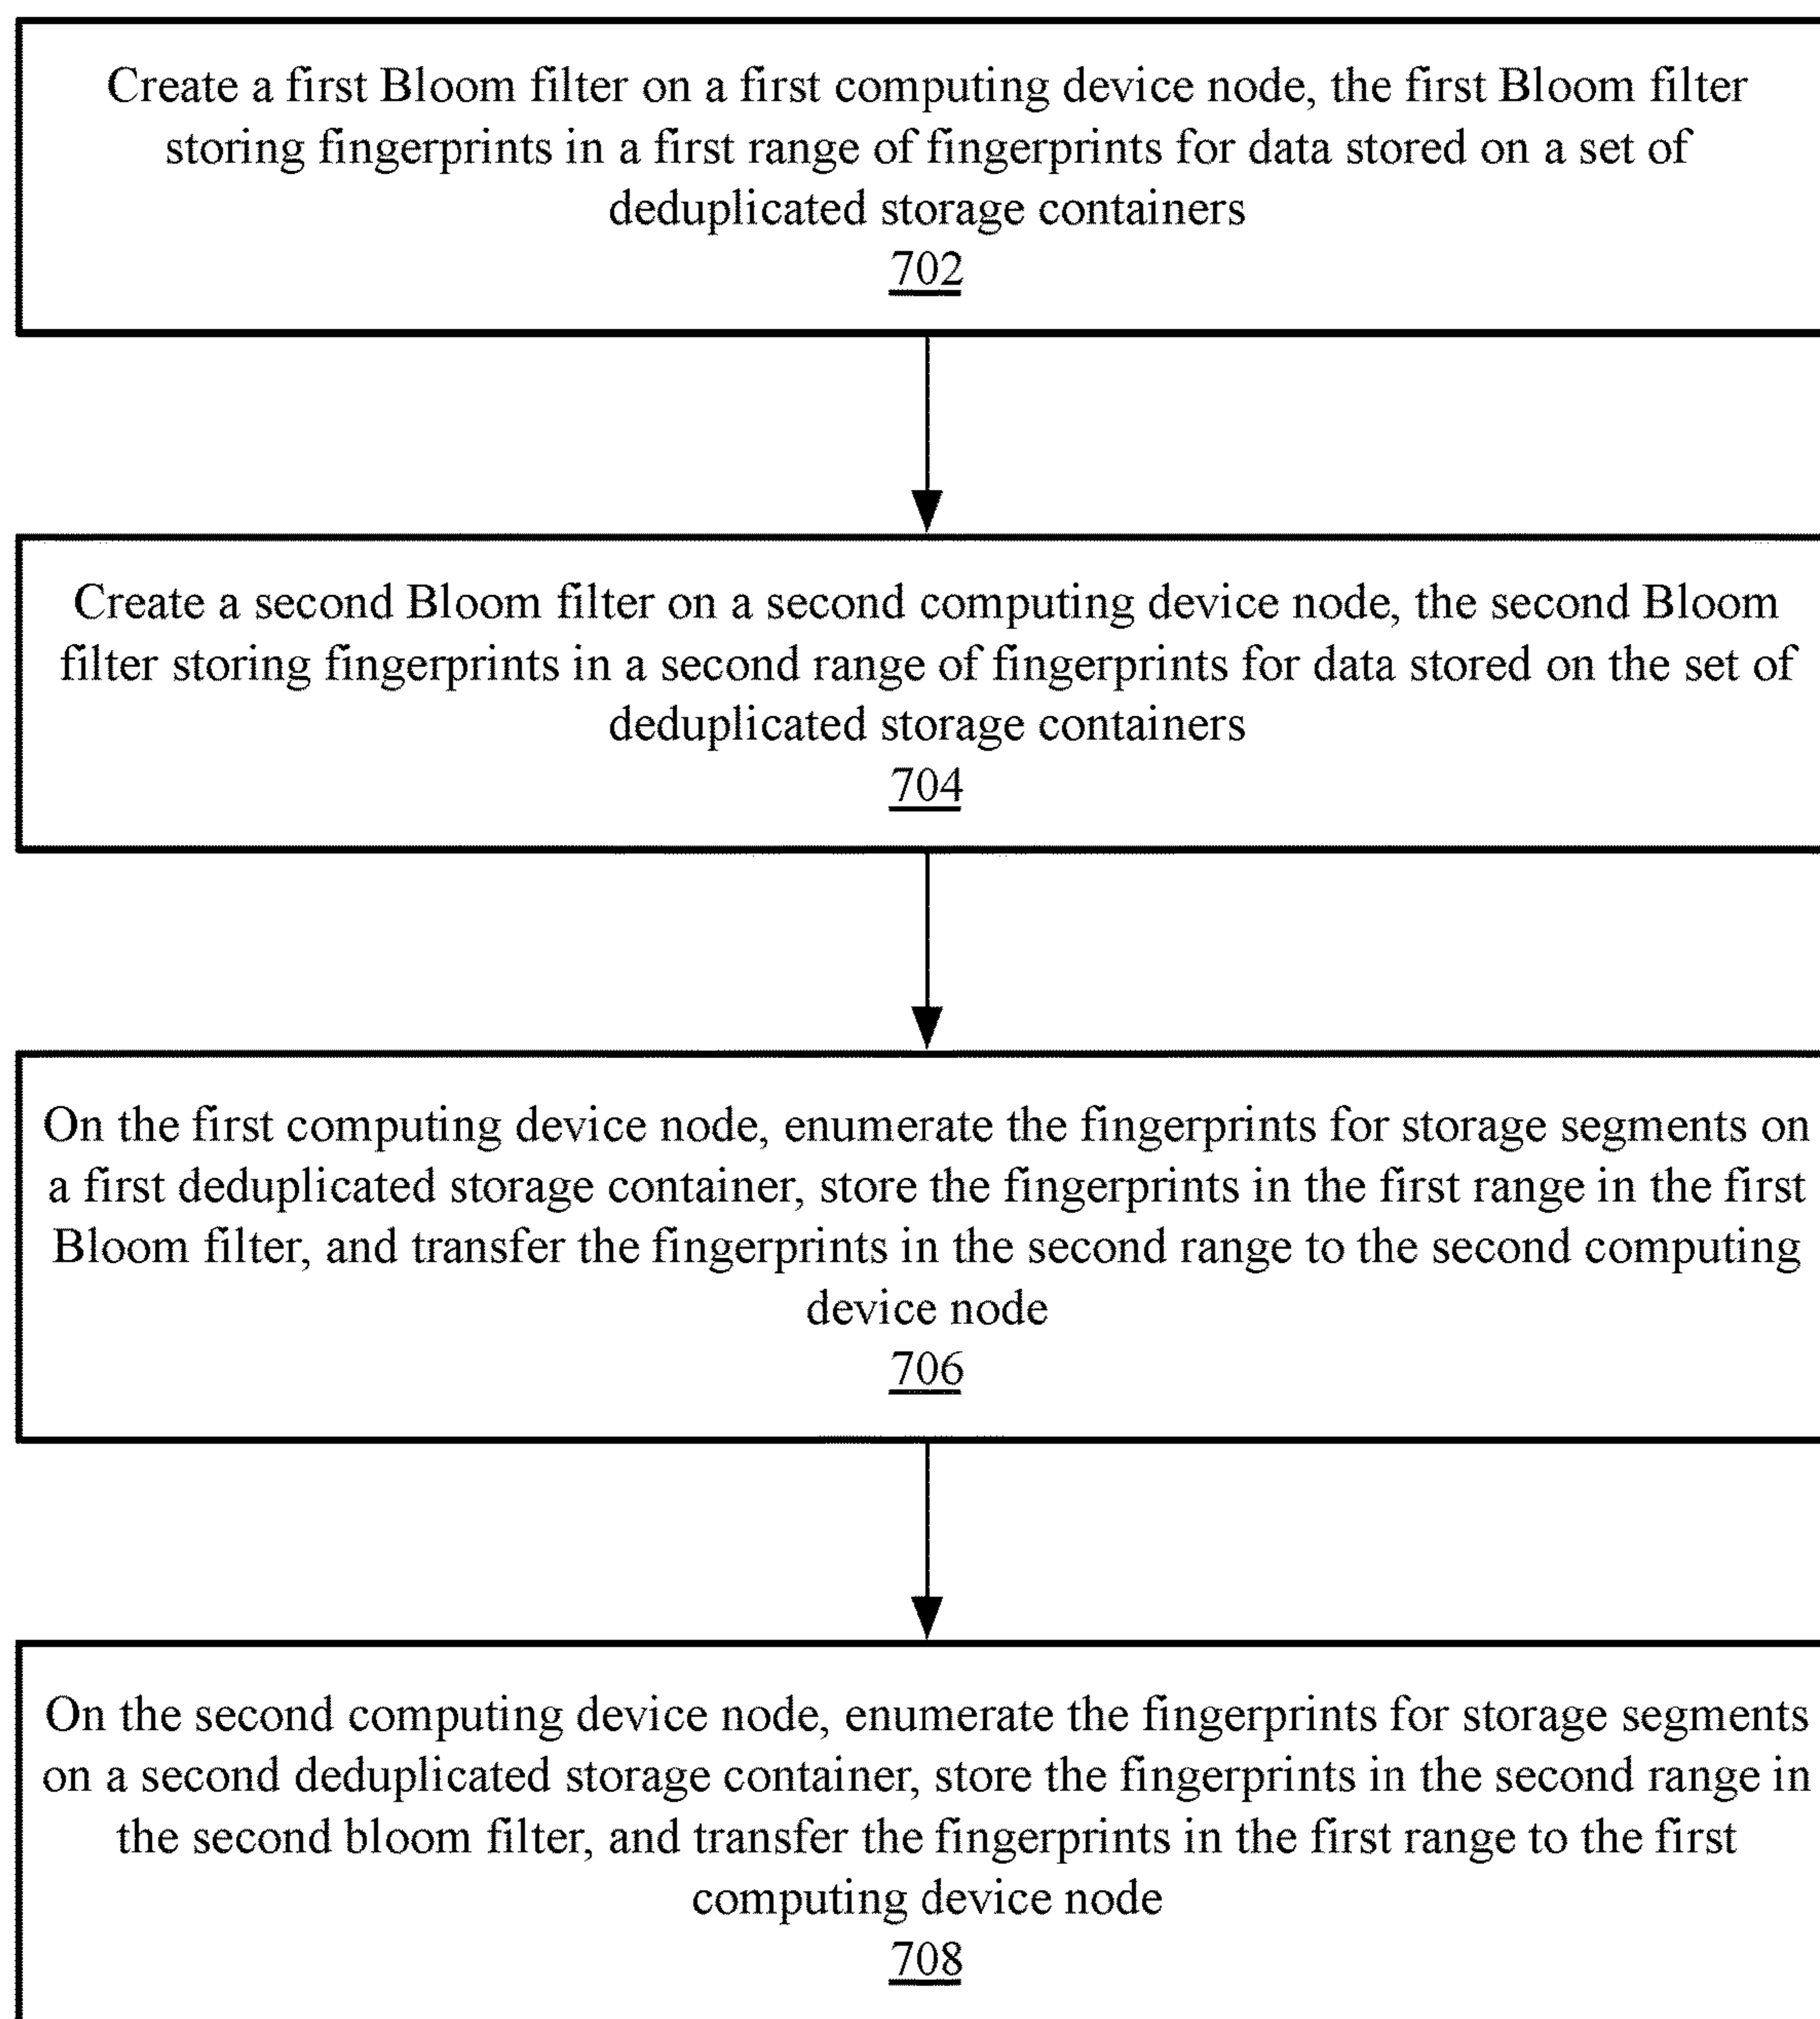 Create a first Bloom filter on a first computing device node, the first Bloom filter
storing fingerprints in a first range of fingerprints for data stored on a set of
deduplicated storage containers
702
Create a second Bloom filter on a second computing device node, the second Bloom
filter storing fingerprints in a second range of fingerprints for data stored on the set of
deduplicated storage containers
704
On the first computing device node, enumerate the fingerprints for storage segments on
a first deduplicated storage container, store the fingerprints in the first range in the first
Bloom filter, and transfer the fingerprints in the second range to the second computing
device node
706
On the second computing device node, enumerate the fingerprints for storage segments
on a second deduplicated storage container, store the fingerprints in the second range in
the second bloom filter, and transfer the fingerprints in the first range to the first
computing device node
708